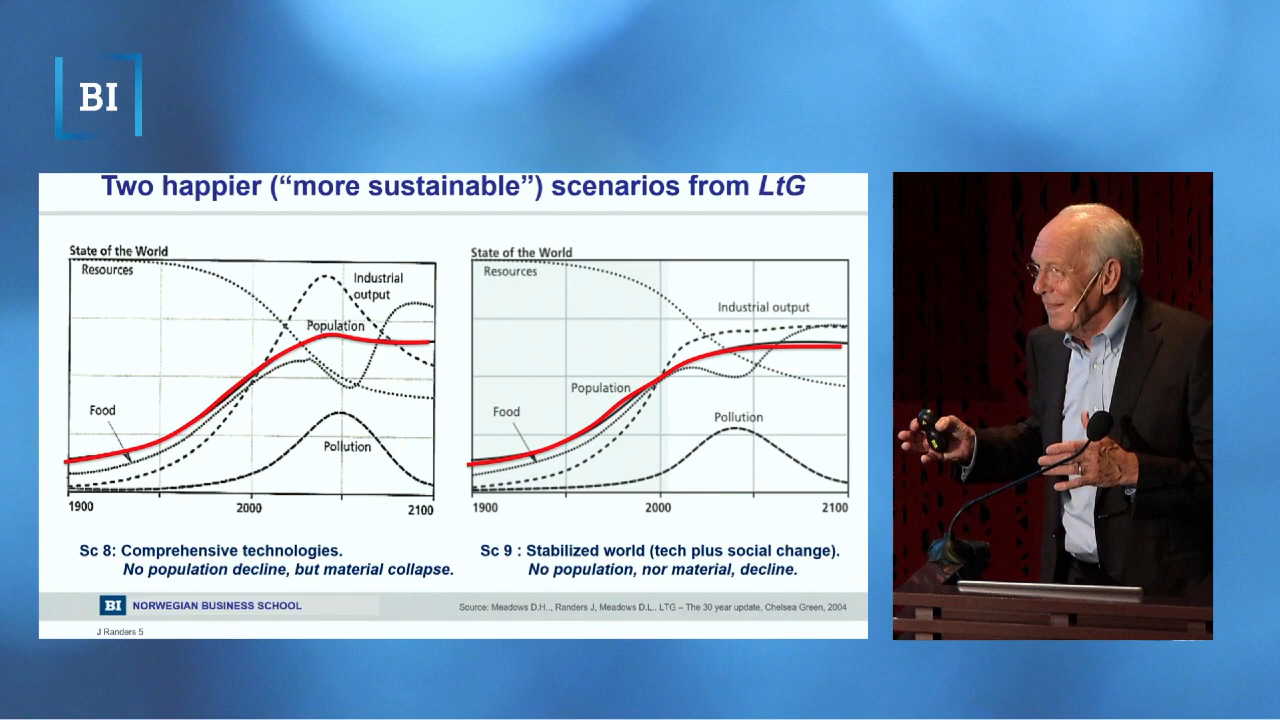 BI
Two happier (“more sustainable”) scenarios from LtG
State of the World
Resources
Industrial
output
Population
Food
Pollution
1900
2000
2100
State of the World
Resources
Industrial output
Population
Food
Pollution
1900
2000
2100
Sc 8: Comprehensive technologies.
No population decline, but material collapse.
Sc 9 : Stabilized world (tech plus social change).
No population, nor material, decline.
BI NORWEGIAN BUSINESS SCHOOL
Source: Meadows D.H.., Randers J, Meadows D.L.. LTG – The 30 year update, Chelsea Green, 2004
J Randers 5